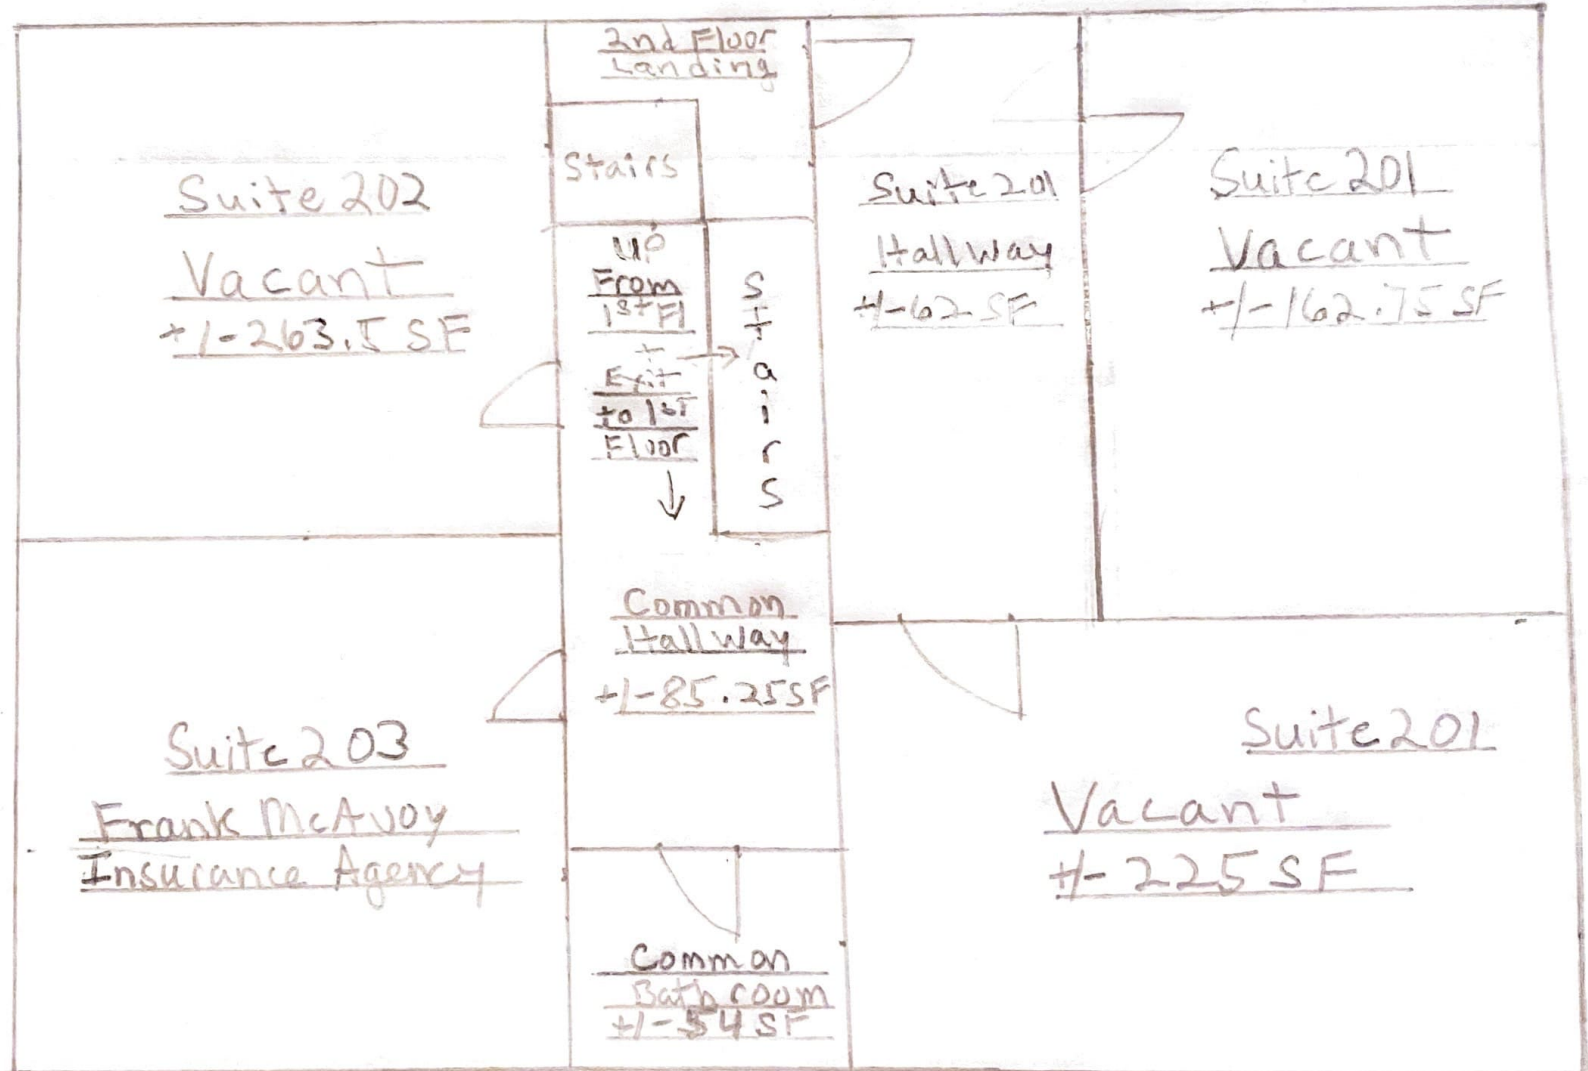 2nd Floor
Landing
Stairs
Suite 202
Vacant
+/-263.5 SF
UP
From
1st Fl
+
Exit
to 1st
Floor
Stairs
Suite 201
Hallway
+/-62 SF
Suite 201
Vacant
+/-162.75 SF
Common
Hallway
+/-85.25 SF
Suite 203
Frank McAvoy
Insurance Agency
Suite 201
Vacant
+/-225 SF
Common
Bathroom
+/-54 SF